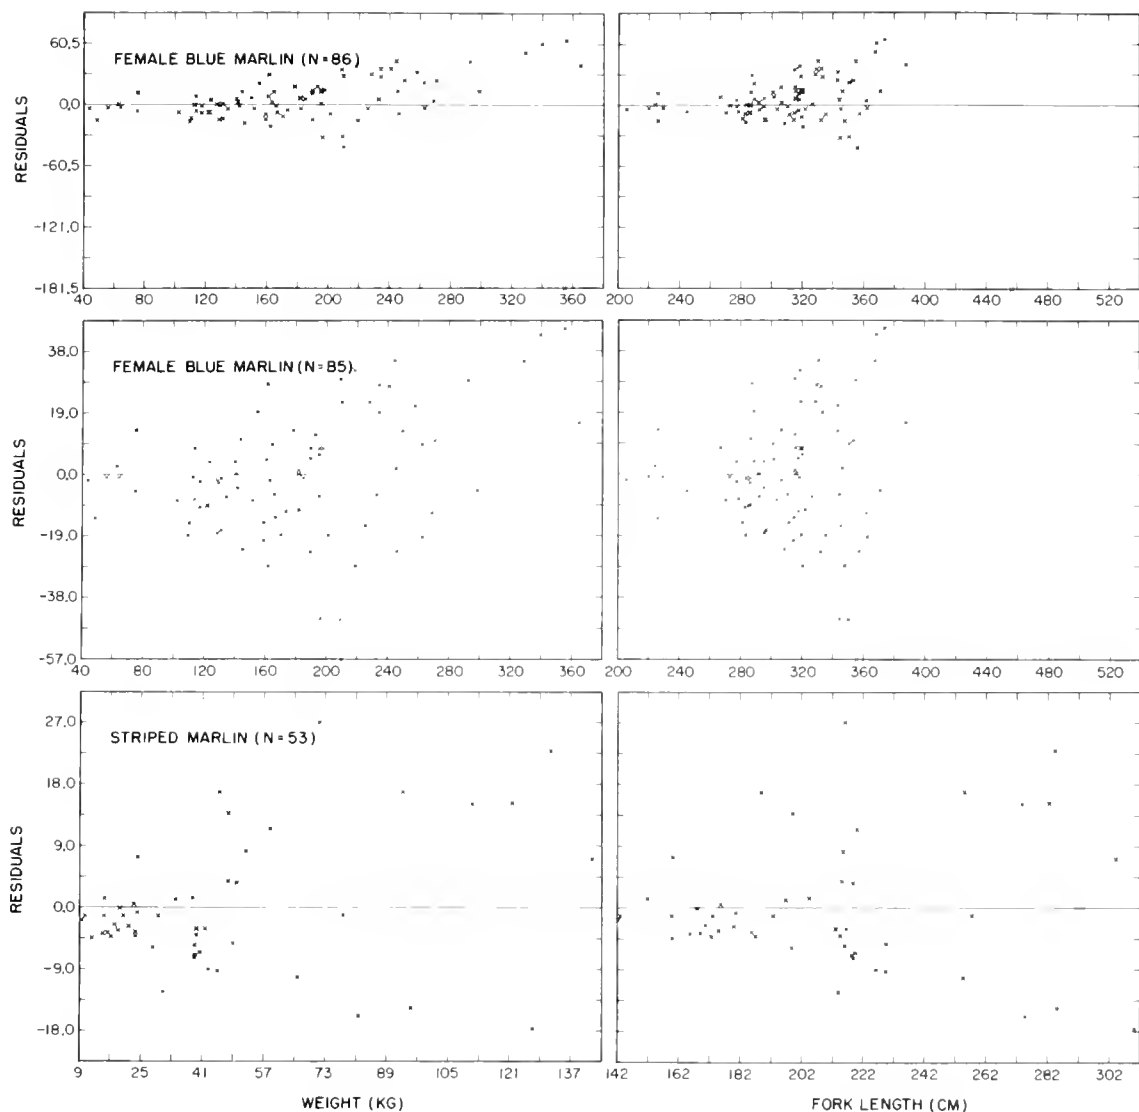 60.5
FEMALE BLUE MARLIN (N=86)
0.0
RESIDUALS
-60.5
-121.0
-181.5
40 80 120 160 200 240 280 320 360
200 240 280 320 360 400 440 480 520
38.0
FEMALE BLUE MARLIN (N=85).
19.0
RESIDUALS
0.0
-19.0
-38.0
-57.0
40 80 120 160 200 240 280 320 360
200 240 280 320 360 400 440 480 520
27.0
STRIPED MARLIN (N=53)
18.0
9.0
RESIDUALS
0.0
-9.0
-18.0
9 25 41 57 73 89 105 121 137
142 162 182 202 222 242 262 282 302
WEIGHT (KG)
FORK LENGTH (CM)